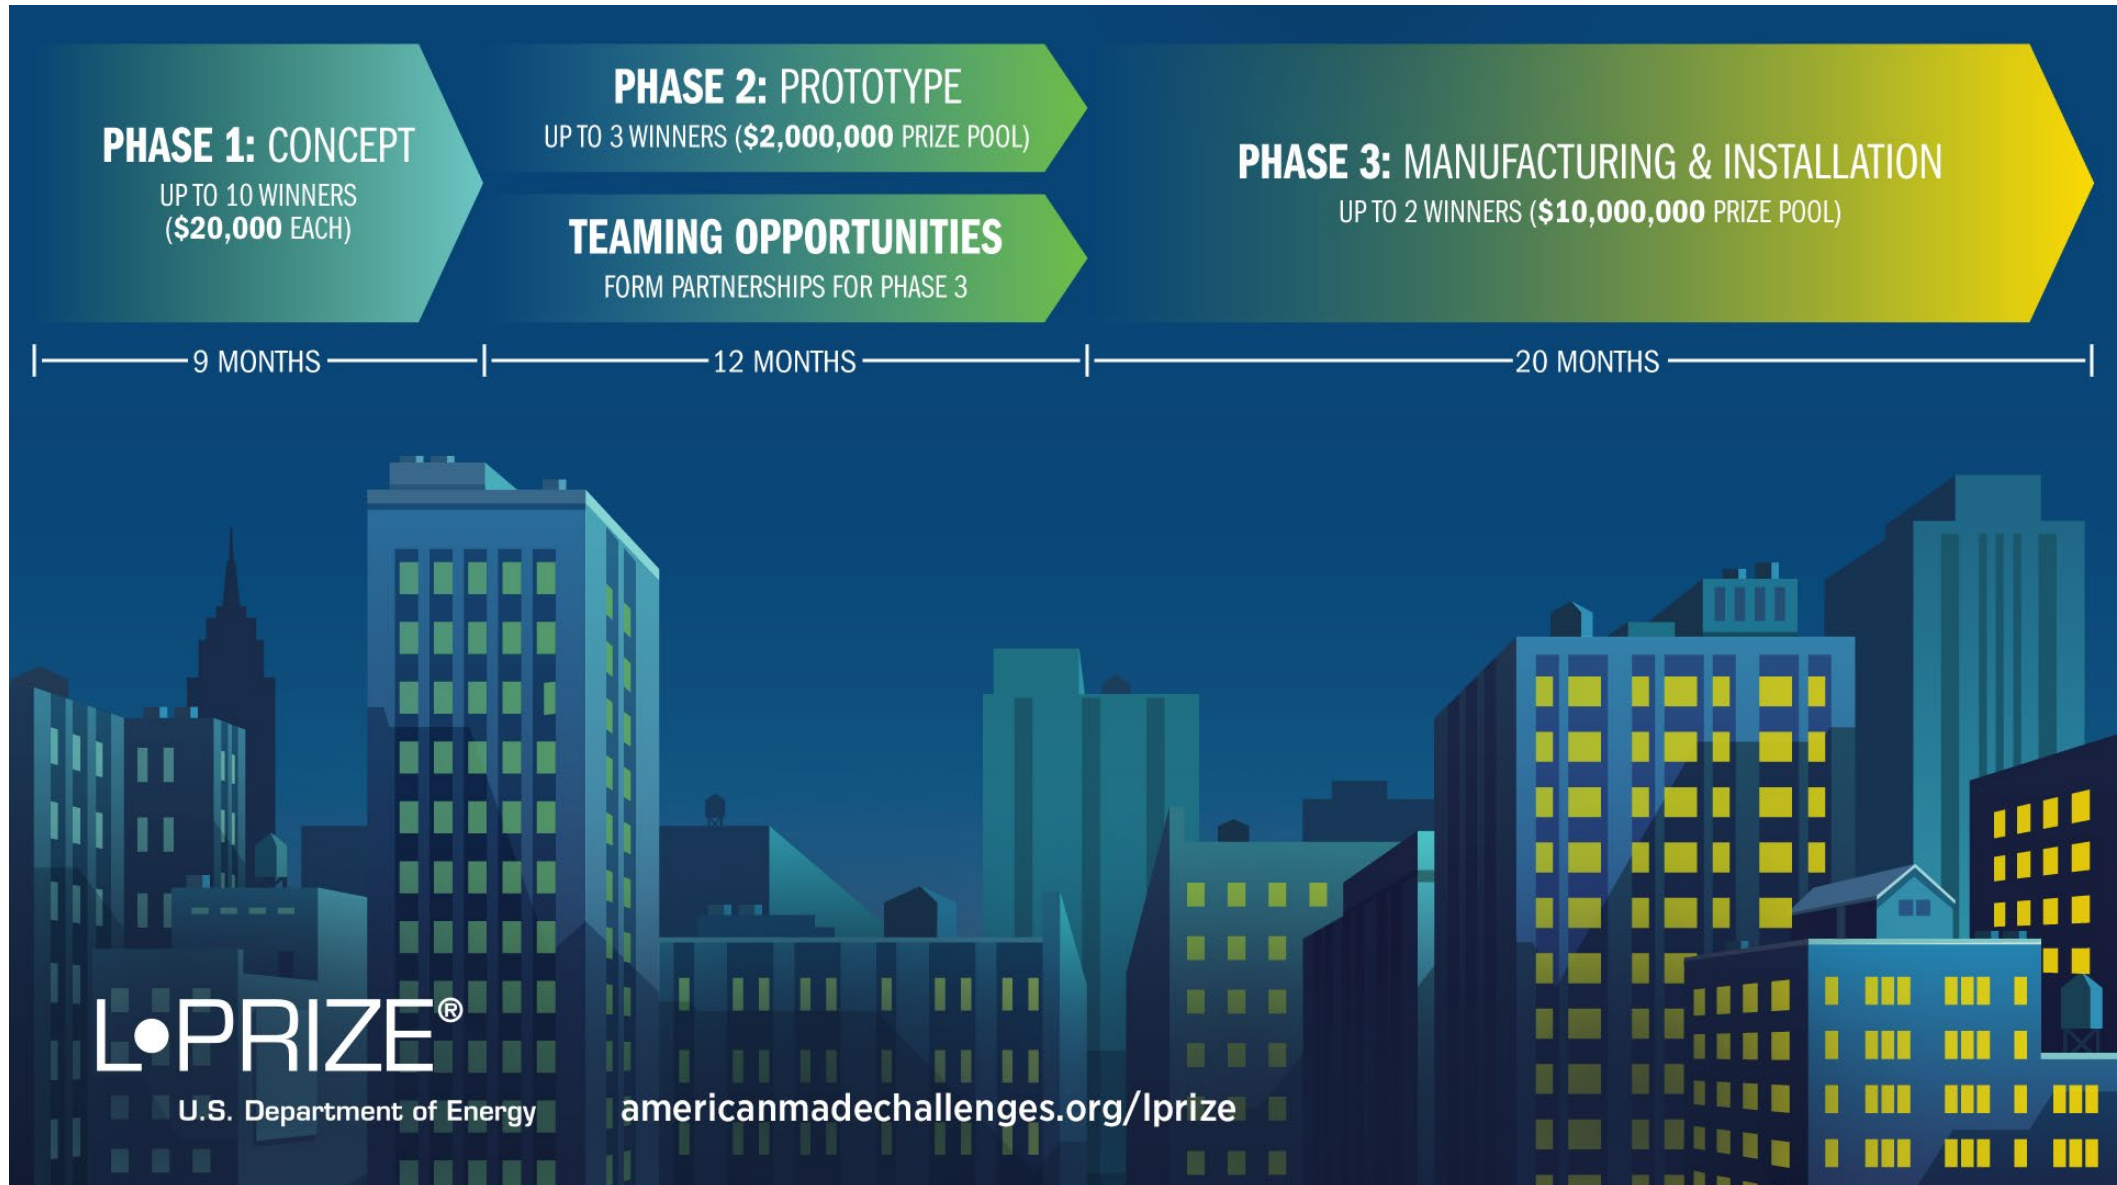 PHASE 1: CONCEPT
UP TO 10 WINNERS
($20,000 EACH)
PHASE 2: PROTOTYPE
UP TO 3 WINNERS ($2,000,000 PRIZE POOL)
TEAMING OPPORTUNITIES
FORM PARTNERSHIPS FOR PHASE 3
PHASE 3: MANUFACTURING & INSTALLATION
UP TO 2 WINNERS ($10,000,000 PRIZE POOL)
9 MONTHS
12 MONTHS
20 MONTHS
L•PRIZE®
U.S. Department of Energy
americanmadechallenges.org/lprize